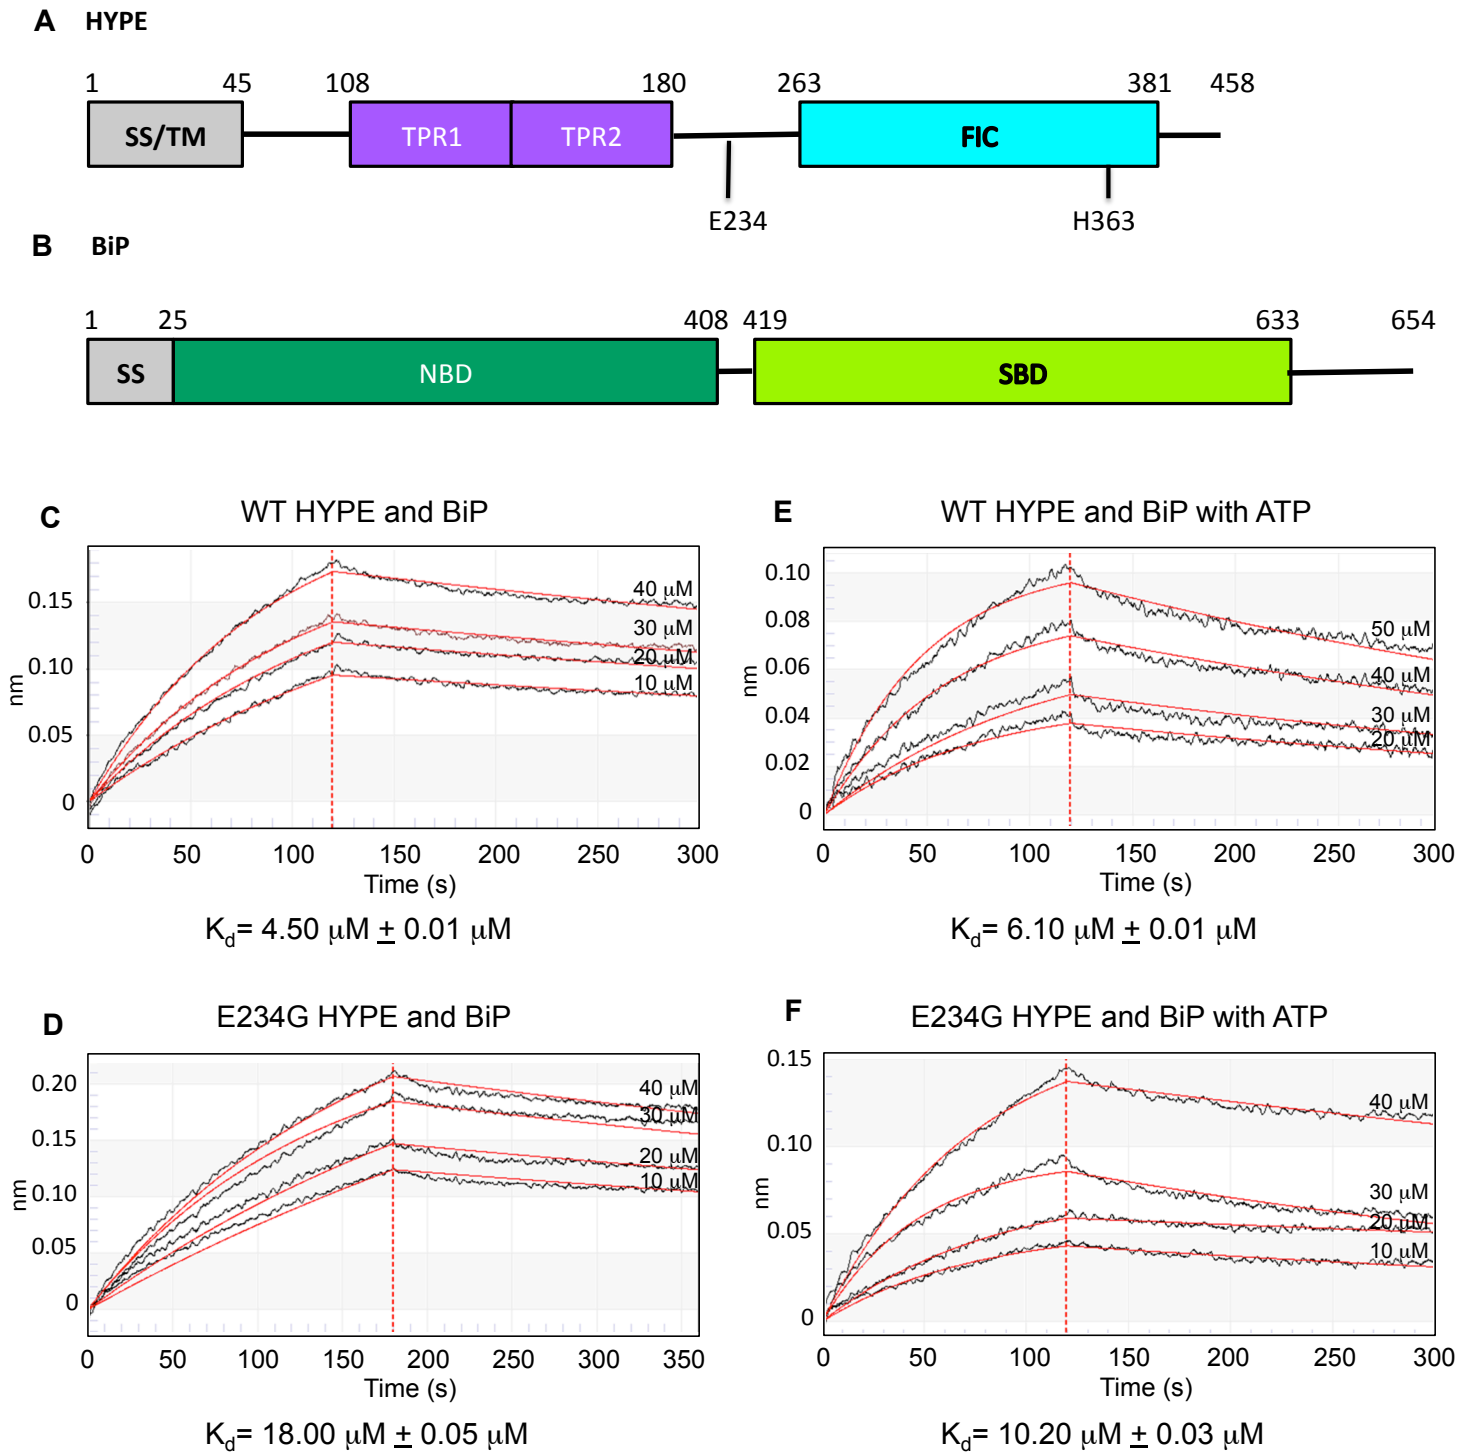 A HYPE
1 45 108 180 263 381 458
SS/TM TPR1 TPR2 FIC
E234 H363
B BiP
1 25 408 419 633 654
SS NBD SBD
C WT HYPE and BiP
nm
0.15
0.10
0.05
0
40 μM
30 μM
20 μM
10 μM
0 50 100 150 200 250 300
Time (s)
Kd= 4.50 μM ± 0.01 μM
E WT HYPE and BiP with ATP
nm
0.10
0.08
0.06
0.04
0.02
0
50 μM
40 μM
30 μM
20 μM
0 50 100 150 200 250 300
Time (s)
Kd= 6.10 μM ± 0.01 μM
D E234G HYPE and BiP
nm
0.20
0.15
0.10
0.05
0
40 μM
30 μM
20 μM
10 μM
0 50 100 150 200 250 300 350
Time (s)
Kd= 18.00 μM ± 0.05 μM
F E234G HYPE and BiP with ATP
nm
0.15
0.10
0.05
0
40 μM
30 μM
20 μM
10 μM
0 50 100 150 200 250 300
Time (s)
Kd= 10.20 μM ± 0.03 μM